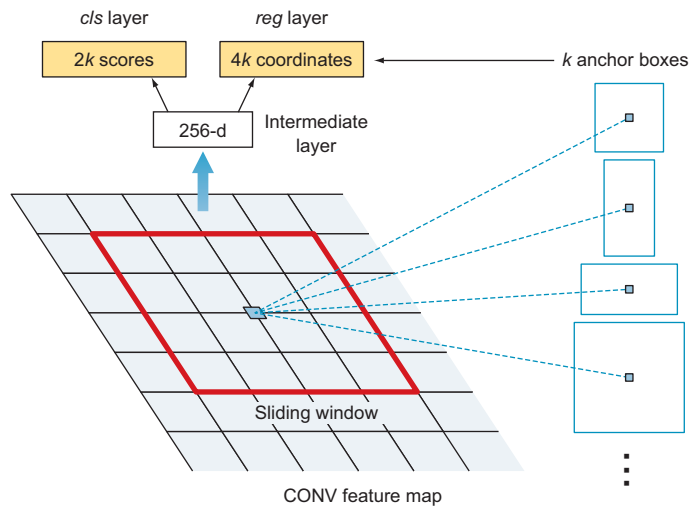 cls layer
reg layer
2k scores
4k coordinates
k anchor boxes
256-d
Intermediate
layer
Sliding window
CONV feature map